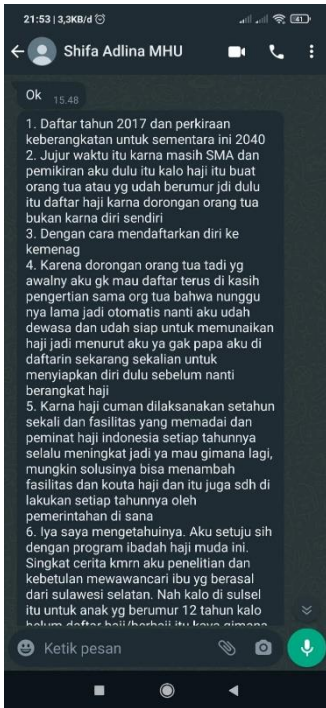 21:53 | 3,3KB/d
41
Shifa Adlina MHU
Ok 15.48
1. Daftar tahun 2017 dan perkiraan
keberangkatan untuk sementara ini 2040
2. Jujur waktu itu karna masih SMA dan
pemikiran aku dulu itu kalo haji itu buat
orang tua atau yg udah berumur jdi dulu
itu daftar haji karna dorongan orang tua
bukan karna diri sendiri
3. Dengan cara mendaftarkan diri ke
kemenag
4. Karena dorongan orang tua tadi yg
awalny aku gk mau daftar terus di kasih
pengertian sama org tua bahwa nunggu
nya lama jadi otomatis nanti aku udah
dewasa dan udah siap untuk memunaikan
haji jadi menurut aku ya gak papa aku di
daftarin sekarang sekalian untuk
menyiapkan diri dulu sebelum nanti
berangkat haji
5. Karna haji cuman dilaksanakan setahun
sekali dan fasilitas yang memadai dan
peminat haji indonesia setiap tahunnya
selalu meningkat jadi ya mau gimana lagi,
mungkin solusinya bisa menambah
fasilitas dan kouta haji dan itu juga sdh di
lakukan setiap tahunnya oleh
pemerintahan di sana
6. Iya saya mengetahuinya. Aku setuju sih
dengan program ibadah haji muda ini.
Singkat cerita kmrn aku penelitian dan
kebetulan mewawancari ibu yg berasal
dari sulawesi selatan. Nah kalo di sulsel
itu untuk anak yg berumur 12 tahun kalo
belum daftar haji/berhaji itu kaya gimana
Ketik pesan